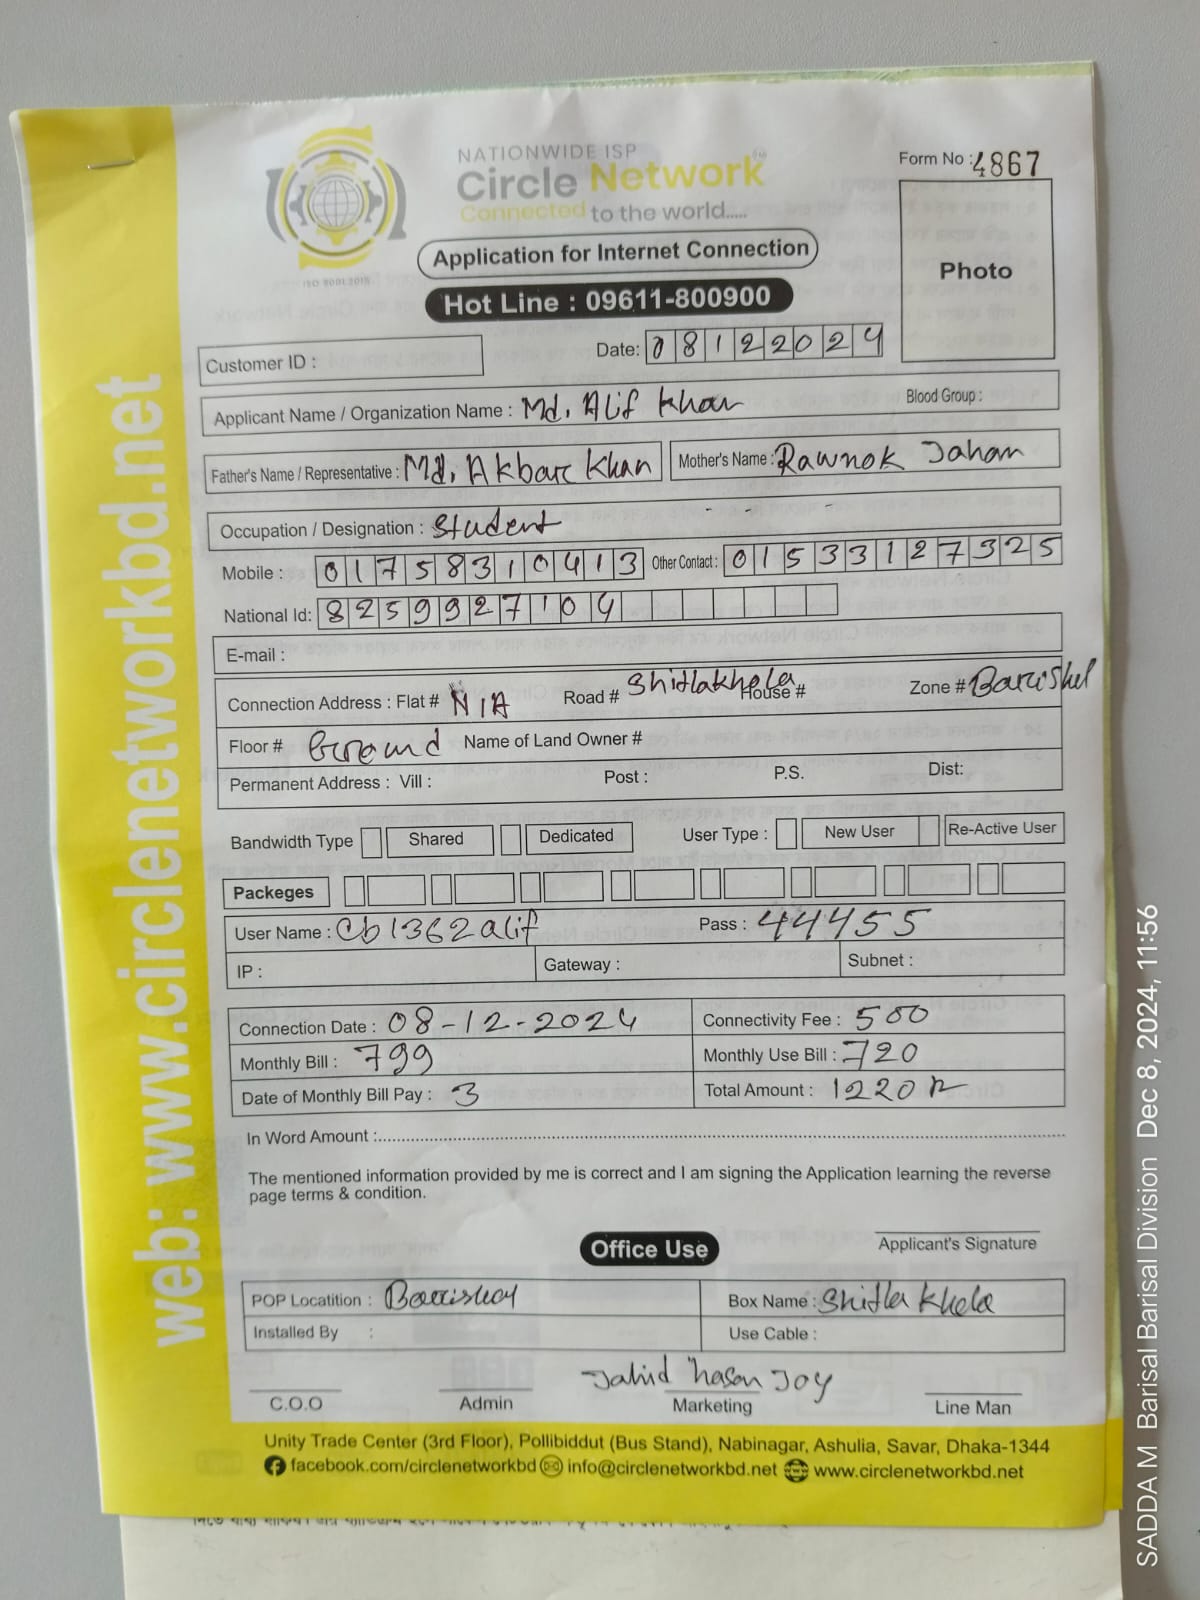 NATIONWIDE ISP
Circle Network
Connected to the world.....
ISO 9001:2015
Form No : 4867
Photo
Application for Internet Connection
Hot Line : 09611-800900
Customer ID :
Date: 08122024
Applicant Name / Organization Name : Md. Alif Khan Blood Group :
Father's Name / Representative : Md. Akbar Khan Mother's Name : Rawnok Jahan
Occupation / Designation : Student
Mobile : 01758310413 Other Contact : 01533127325
National Id: 8259927104
E-mail :
Connection Address : Flat # N/A Road # Shitlakhola House # Zone # Barishal
Floor # Ground Name of Land Owner #
Permanent Address : Vill : Post : P.S. Dist:
Bandwidth Type Shared Dedicated User Type : New User Re-Active User
Packeges
User Name : Cb1362alif Pass : 44455
IP : Gateway : Subnet :
Connection Date : 08-12-2024 Connectivity Fee : 500
Monthly Bill : 799 Monthly Use Bill : 720
Date of Monthly Bill Pay : 3 Total Amount : 1220
In Word Amount :
The mentioned information provided by me is correct and I am signing the Application learning the reverse
page terms & condition.
Office Use
Applicant's Signature
POP Locatition : Barishal Box Name : Shitla Khola
Installed By : Use Cable :
Jahid hasan Joy
C.O.O Admin Marketing Line Man
Unity Trade Center (3rd Floor), Pollibiddut (Bus Stand), Nabinagar, Ashulia, Savar, Dhaka-1344
facebook.com/circlenetworkbd info@circlenetworkbd.net www.circlenetworkbd.net
web: www.circlenetworkbd.net
SADDA M Barisal Barisal Division Dec 8, 2024, 11:56